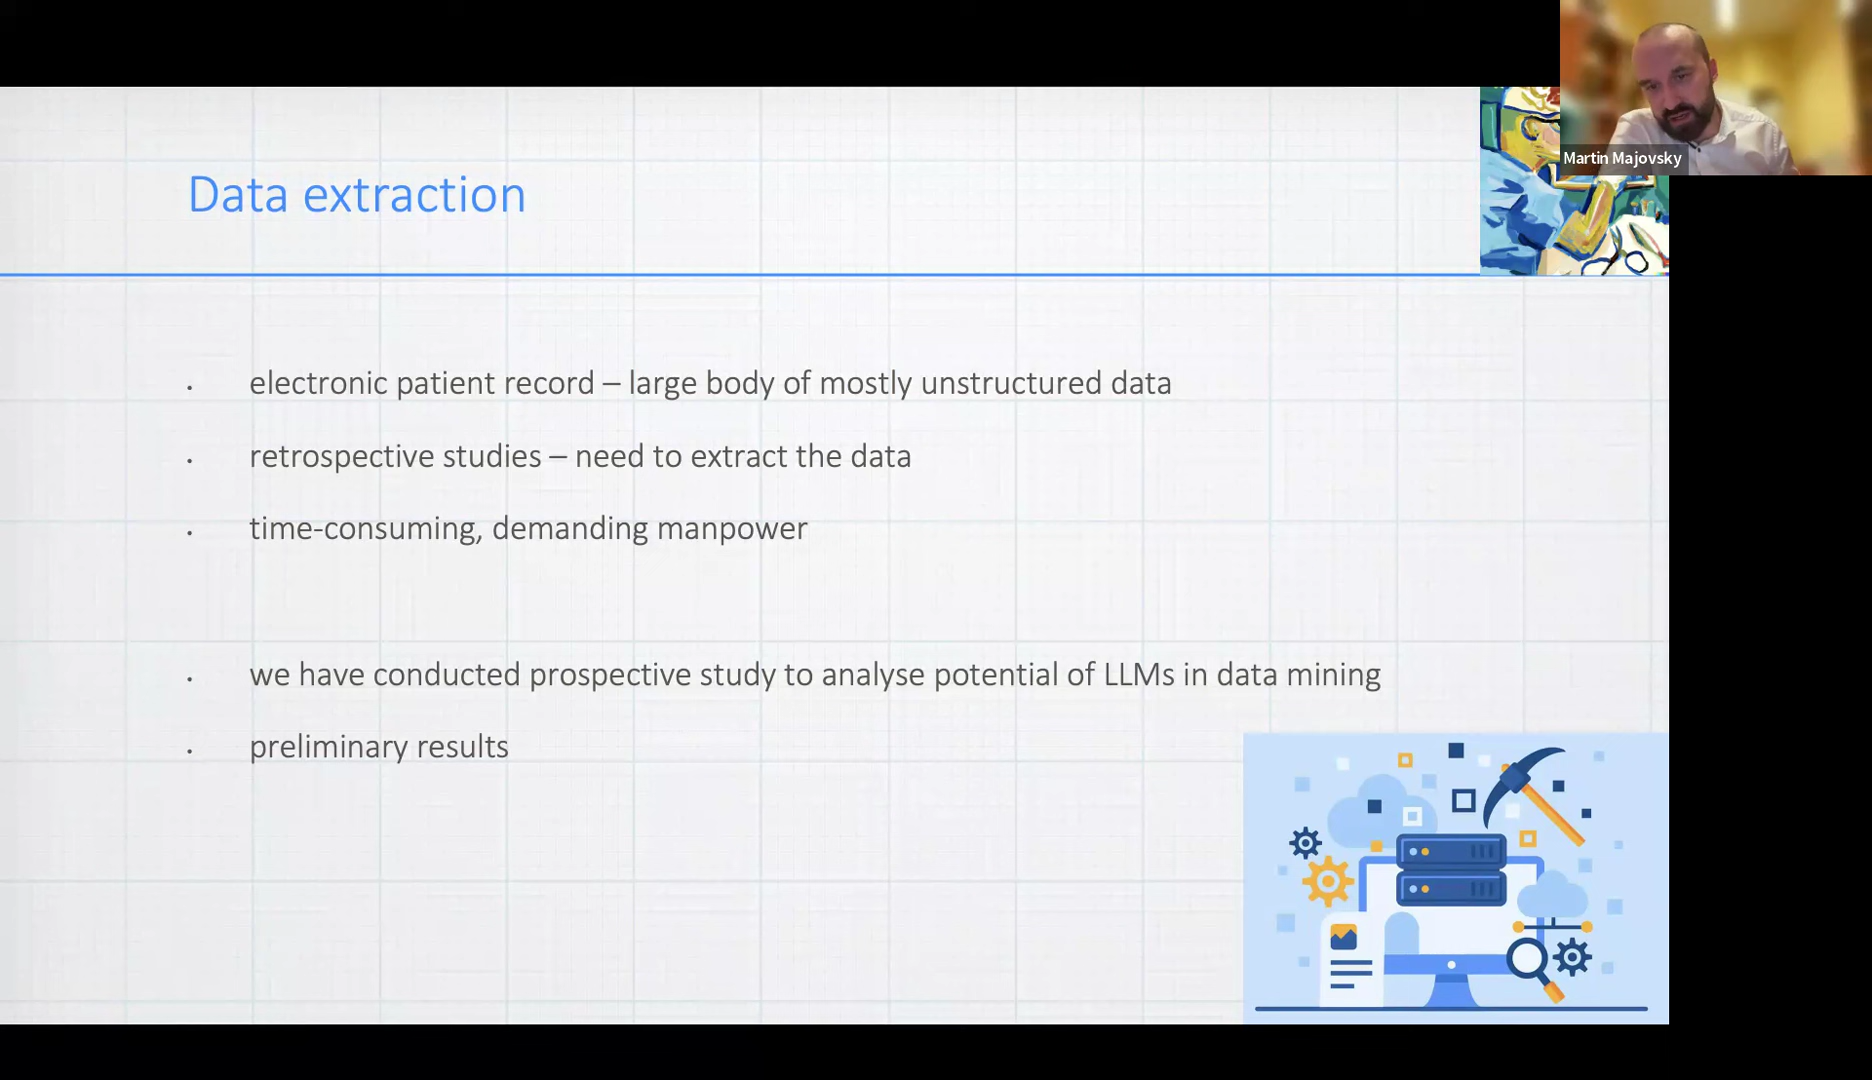 Martin Majovsky
Data extraction
electronic patient record – large body of mostly unstructured data
retrospective studies – need to extract the data
time-consuming, demanding manpower
we have conducted prospective study to analyse potential of LLMs in data mining
preliminary results